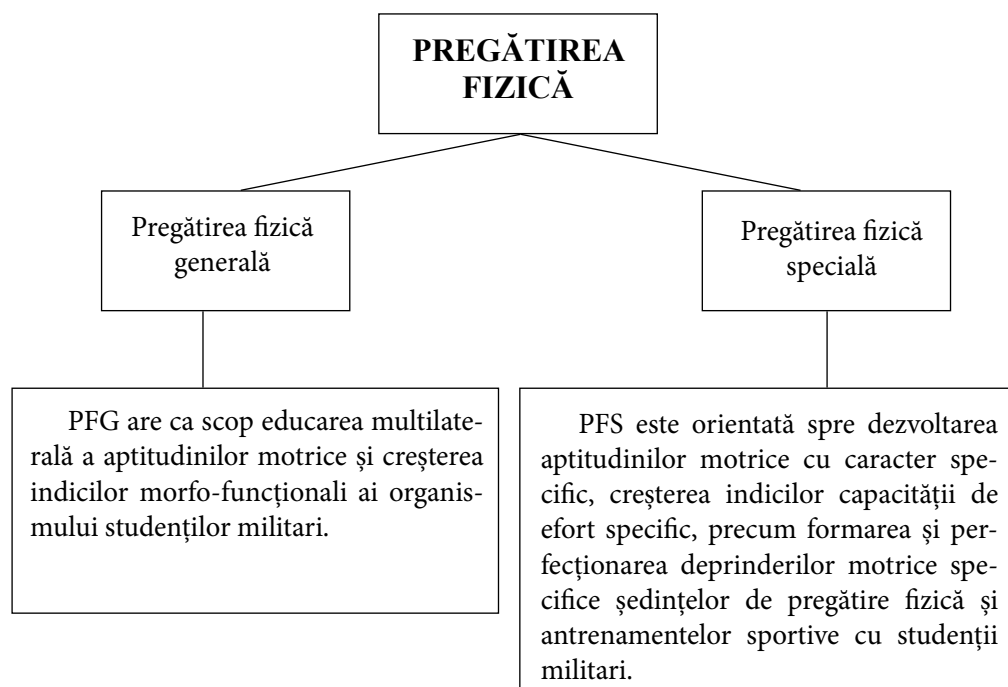 PREGĂTIREA
FIZICĂ
Pregătirea fizică
generală
Pregătirea fizică
specială
PFG are ca scop educarea multilate-
rală a aptitudinilor motrice și creșterea
indicilor morfo-funcționali ai organis-
mului studenților militari.
PFS este orientată spre dezvoltarea
aptitudinilor motrice cu caracter spe-
cific, creșterea indicilor capacității de
efort specific, precum formarea și per-
fecționarea deprinderilor motrice spe-
cifice ședințelor de pregătire fizică și
antrenamentelor sportive cu studenții
militari.